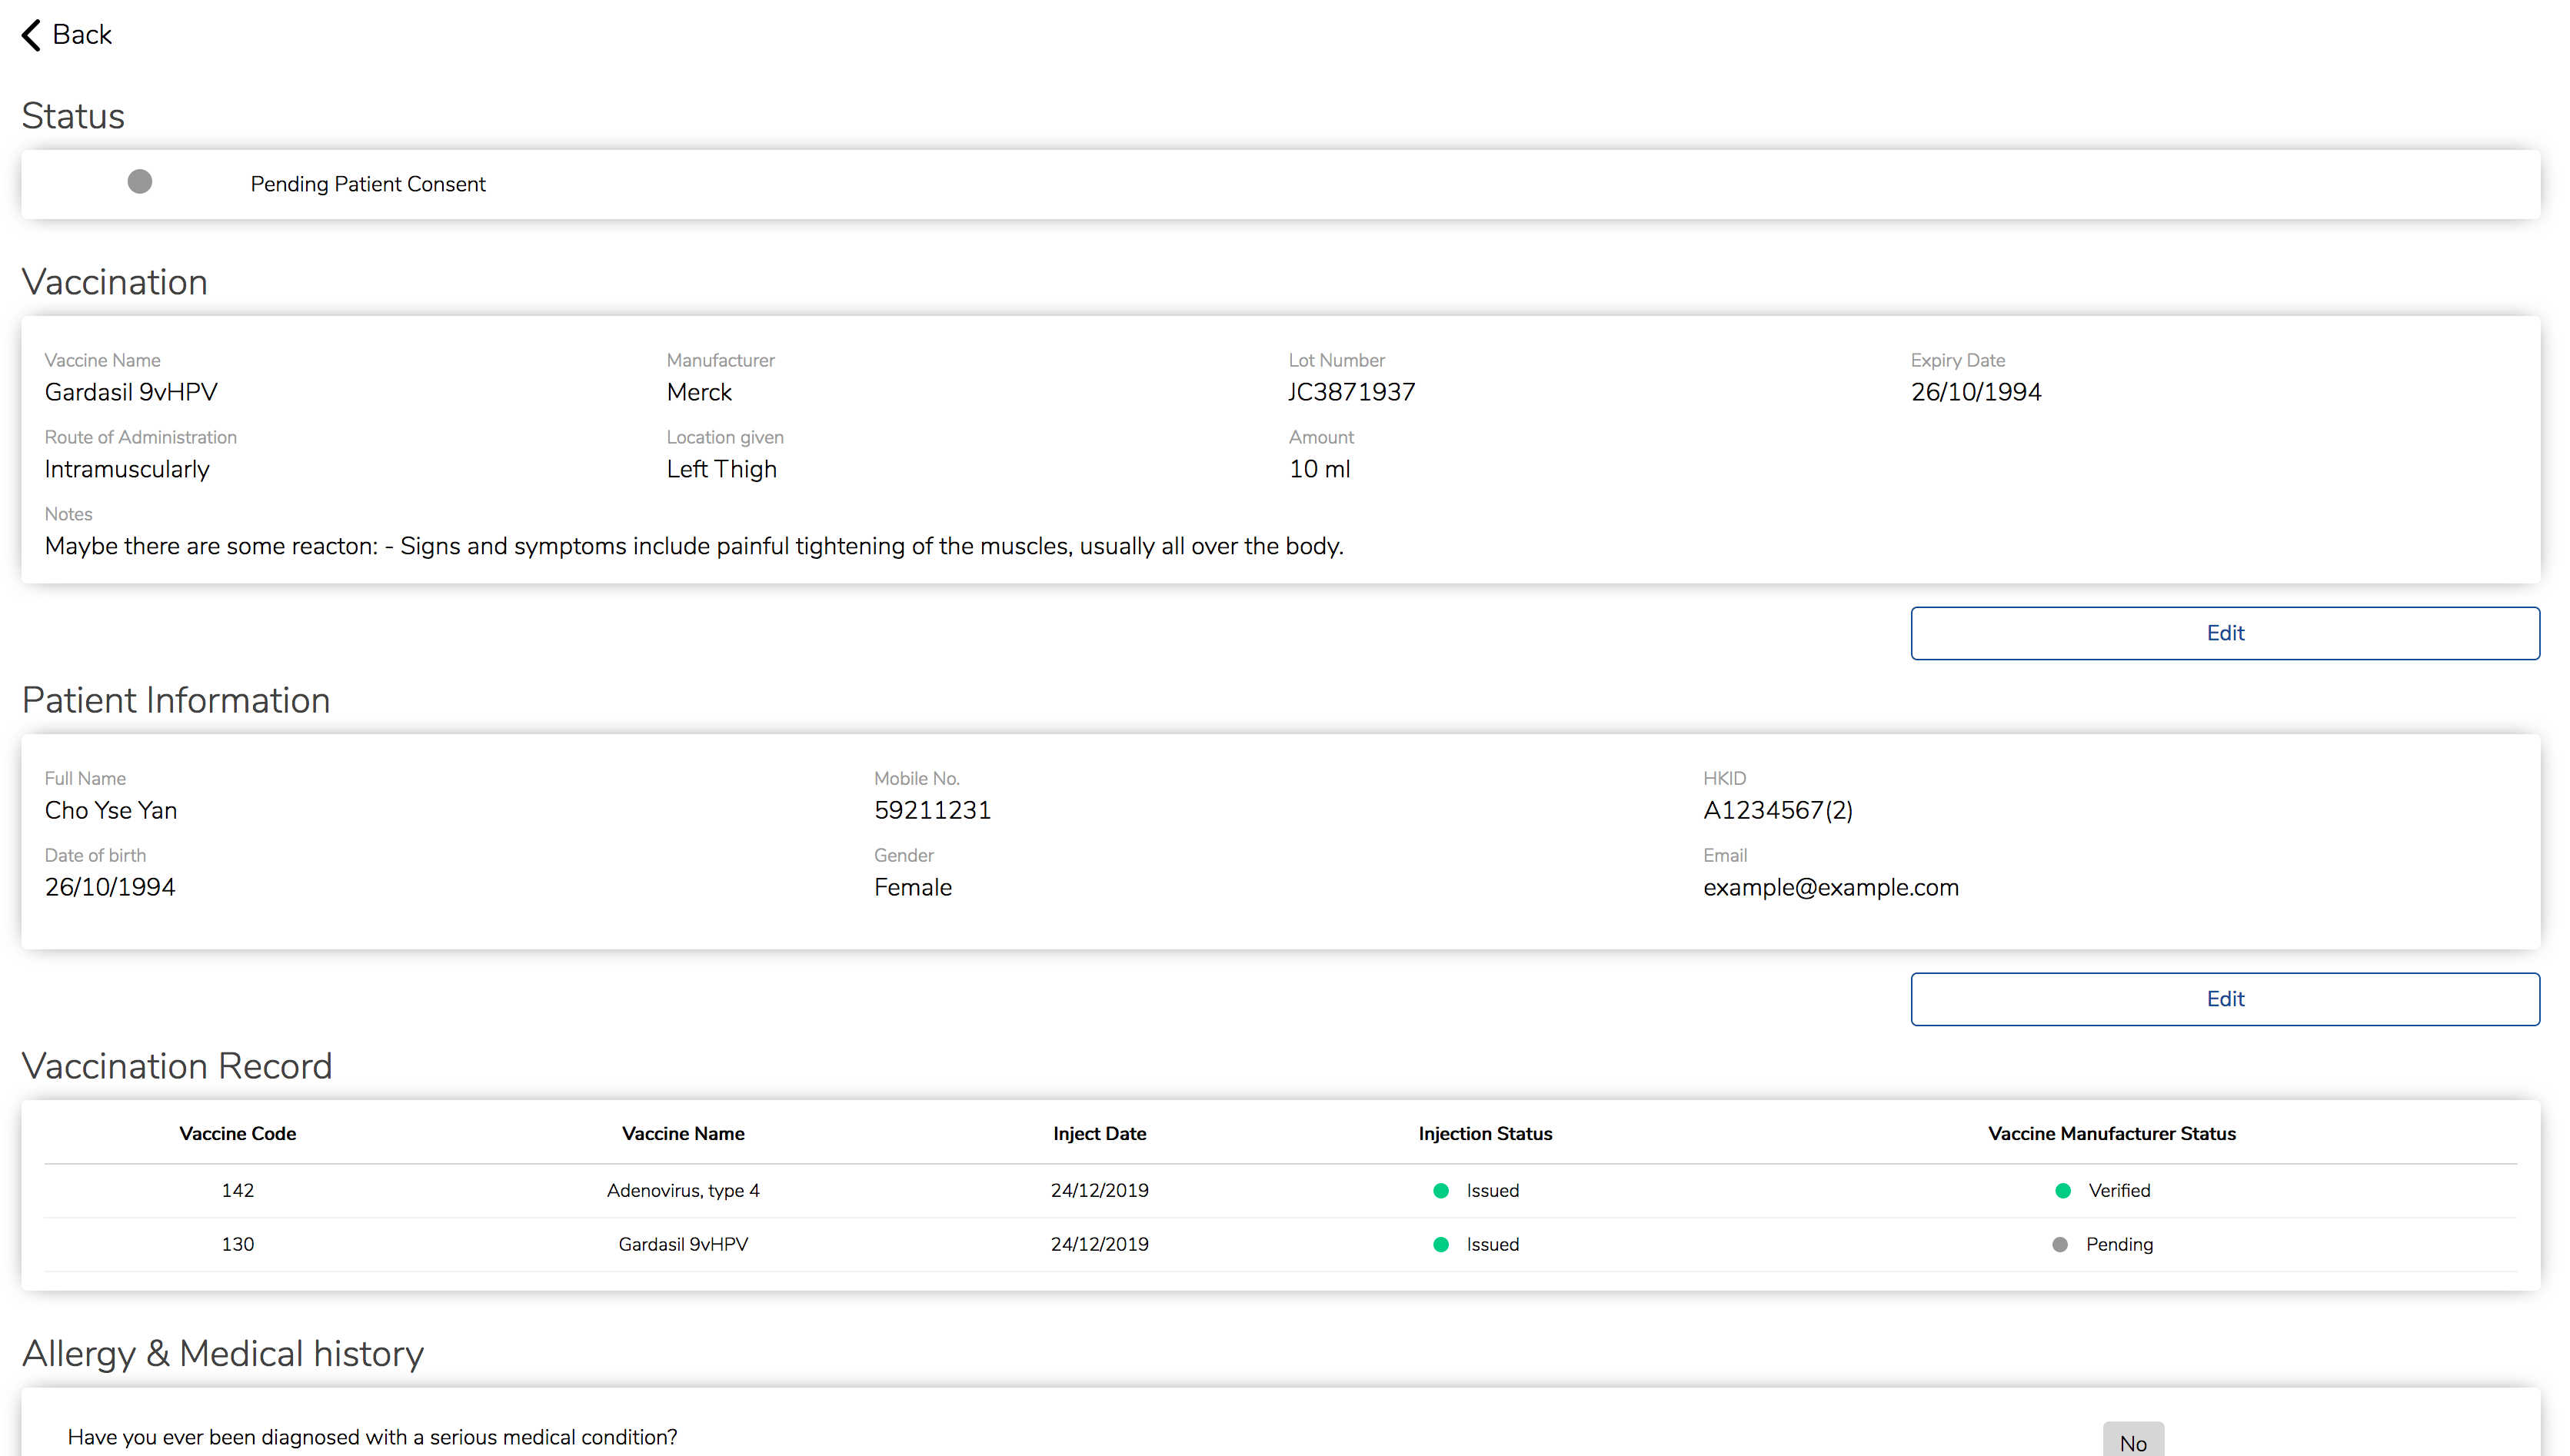 Back
Status
Pending Patient Consent
Vaccination
Vaccine Name Manufacturer Lot Number Expiry Date
Gardasil 9vHPV Merck JC3871937 26/10/1994
Route of Administration Location given Amount
Intramuscularly Left Thigh 10 ml
Notes
Maybe there are some reacton: - Signs and symptoms include painful tightening of the muscles, usually all over the body.
Edit
Patient Information
Full Name Mobile No. HKID
Cho Yse Yan 59211231 A1234567(2)
Date of birth Gender Email
26/10/1994 Female example@example.com
Edit
Vaccination Record
Vaccine Code Vaccine Name Inject Date Injection Status Vaccine Manufacturer Status
142 Adenovirus, type 4 24/12/2019 Issued Verified
130 Gardasil 9vHPV 24/12/2019 Issued Pending
Allergy & Medical history
Have you ever been diagnosed with a serious medical condition? No